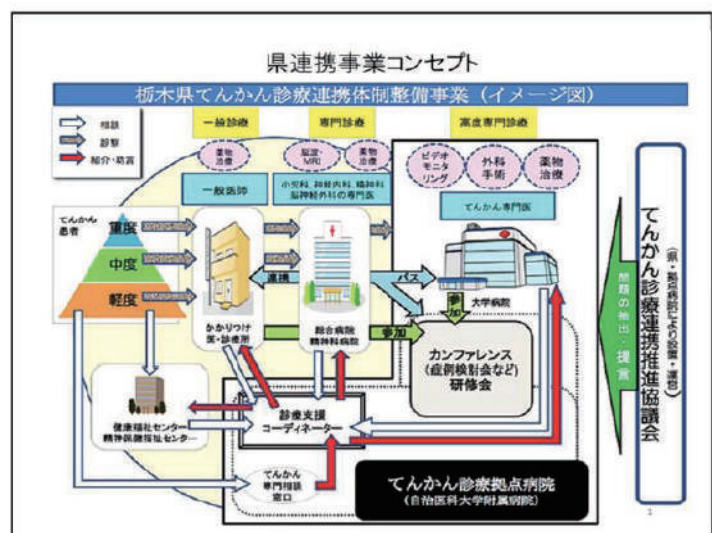 県連携事業コンセプト
栃木県てんかん診療連携体制整備事業（イメージ図）
相談
診察
紹介・助言
一般診療
専門診療
高度専門診療
薬物
治療
脳波・
MRI
薬物
治療
ビデオ
モニタ
リング
外科
手術
薬物
治療
一般医師
小児科、神経内科、精神科
脳神経外科の専門医
てんかん専門医
てんかん
患者
重度
中度
軽度
連携
パス
かかりつけ
医・診療所
総合病院
精神科病院
大学病院
参加
参加
カンファレンス
(症例検討会など)
研修会
健康福祉センター
精神保健福祉センター
診療支援
コーディネーター
てんかん
専門相談
窓口
てんかん診療拠点病院
(自治医科大学附属病院)
問題の抽出・提言
てんかん診療連携推進協議会
(県・拠点病院により設置・運営)
1